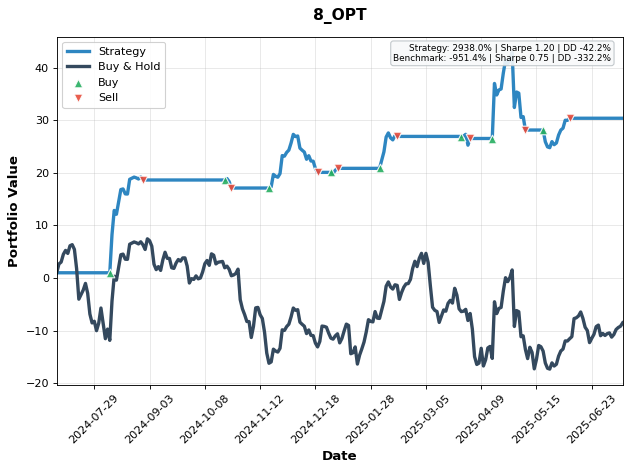 8_OPT
Strategy
Buy & Hold
Buy
Sell
Strategy: 2938.0% | Sharpe 1.20 | DD -42.2%
Benchmark: -951.4% | Sharpe 0.75 | DD -332.2%
Portfolio Value
40
30
20
10
0
−10
−20
2024-07-29
2024-09-03
2024-10-08
2024-11-12
2024-12-18
2025-01-28
2025-03-05
2025-04-09
2025-05-15
2025-06-23
Date